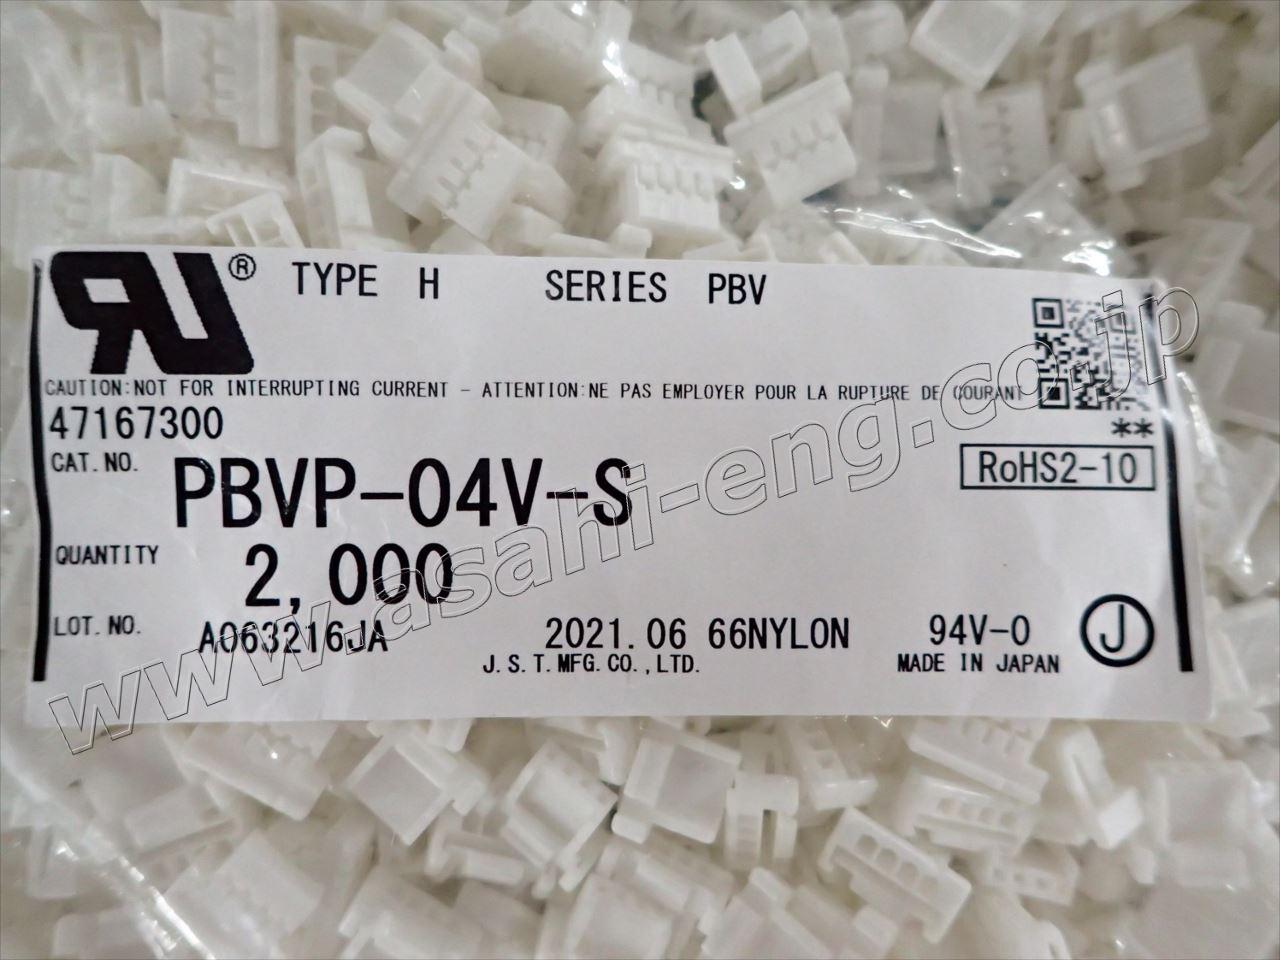 RU® TYPE H SERIES PBV
CAUTION:NOT FOR INTERRUPTING CURRENT - ATTENTION:NE PAS EMPLOYER POUR LA RUPTURE DE COURANT
47167300
**
CAT.NO. PBVP-04V-S
RoHS2-10
QUANTITY 2,000
LOT.NO. A063216JA 2021.06 66NYLON 94V-0 J
J.S.T.MFG.CO.,LTD. MADE IN JAPAN
www.asahi-eng.co.jp